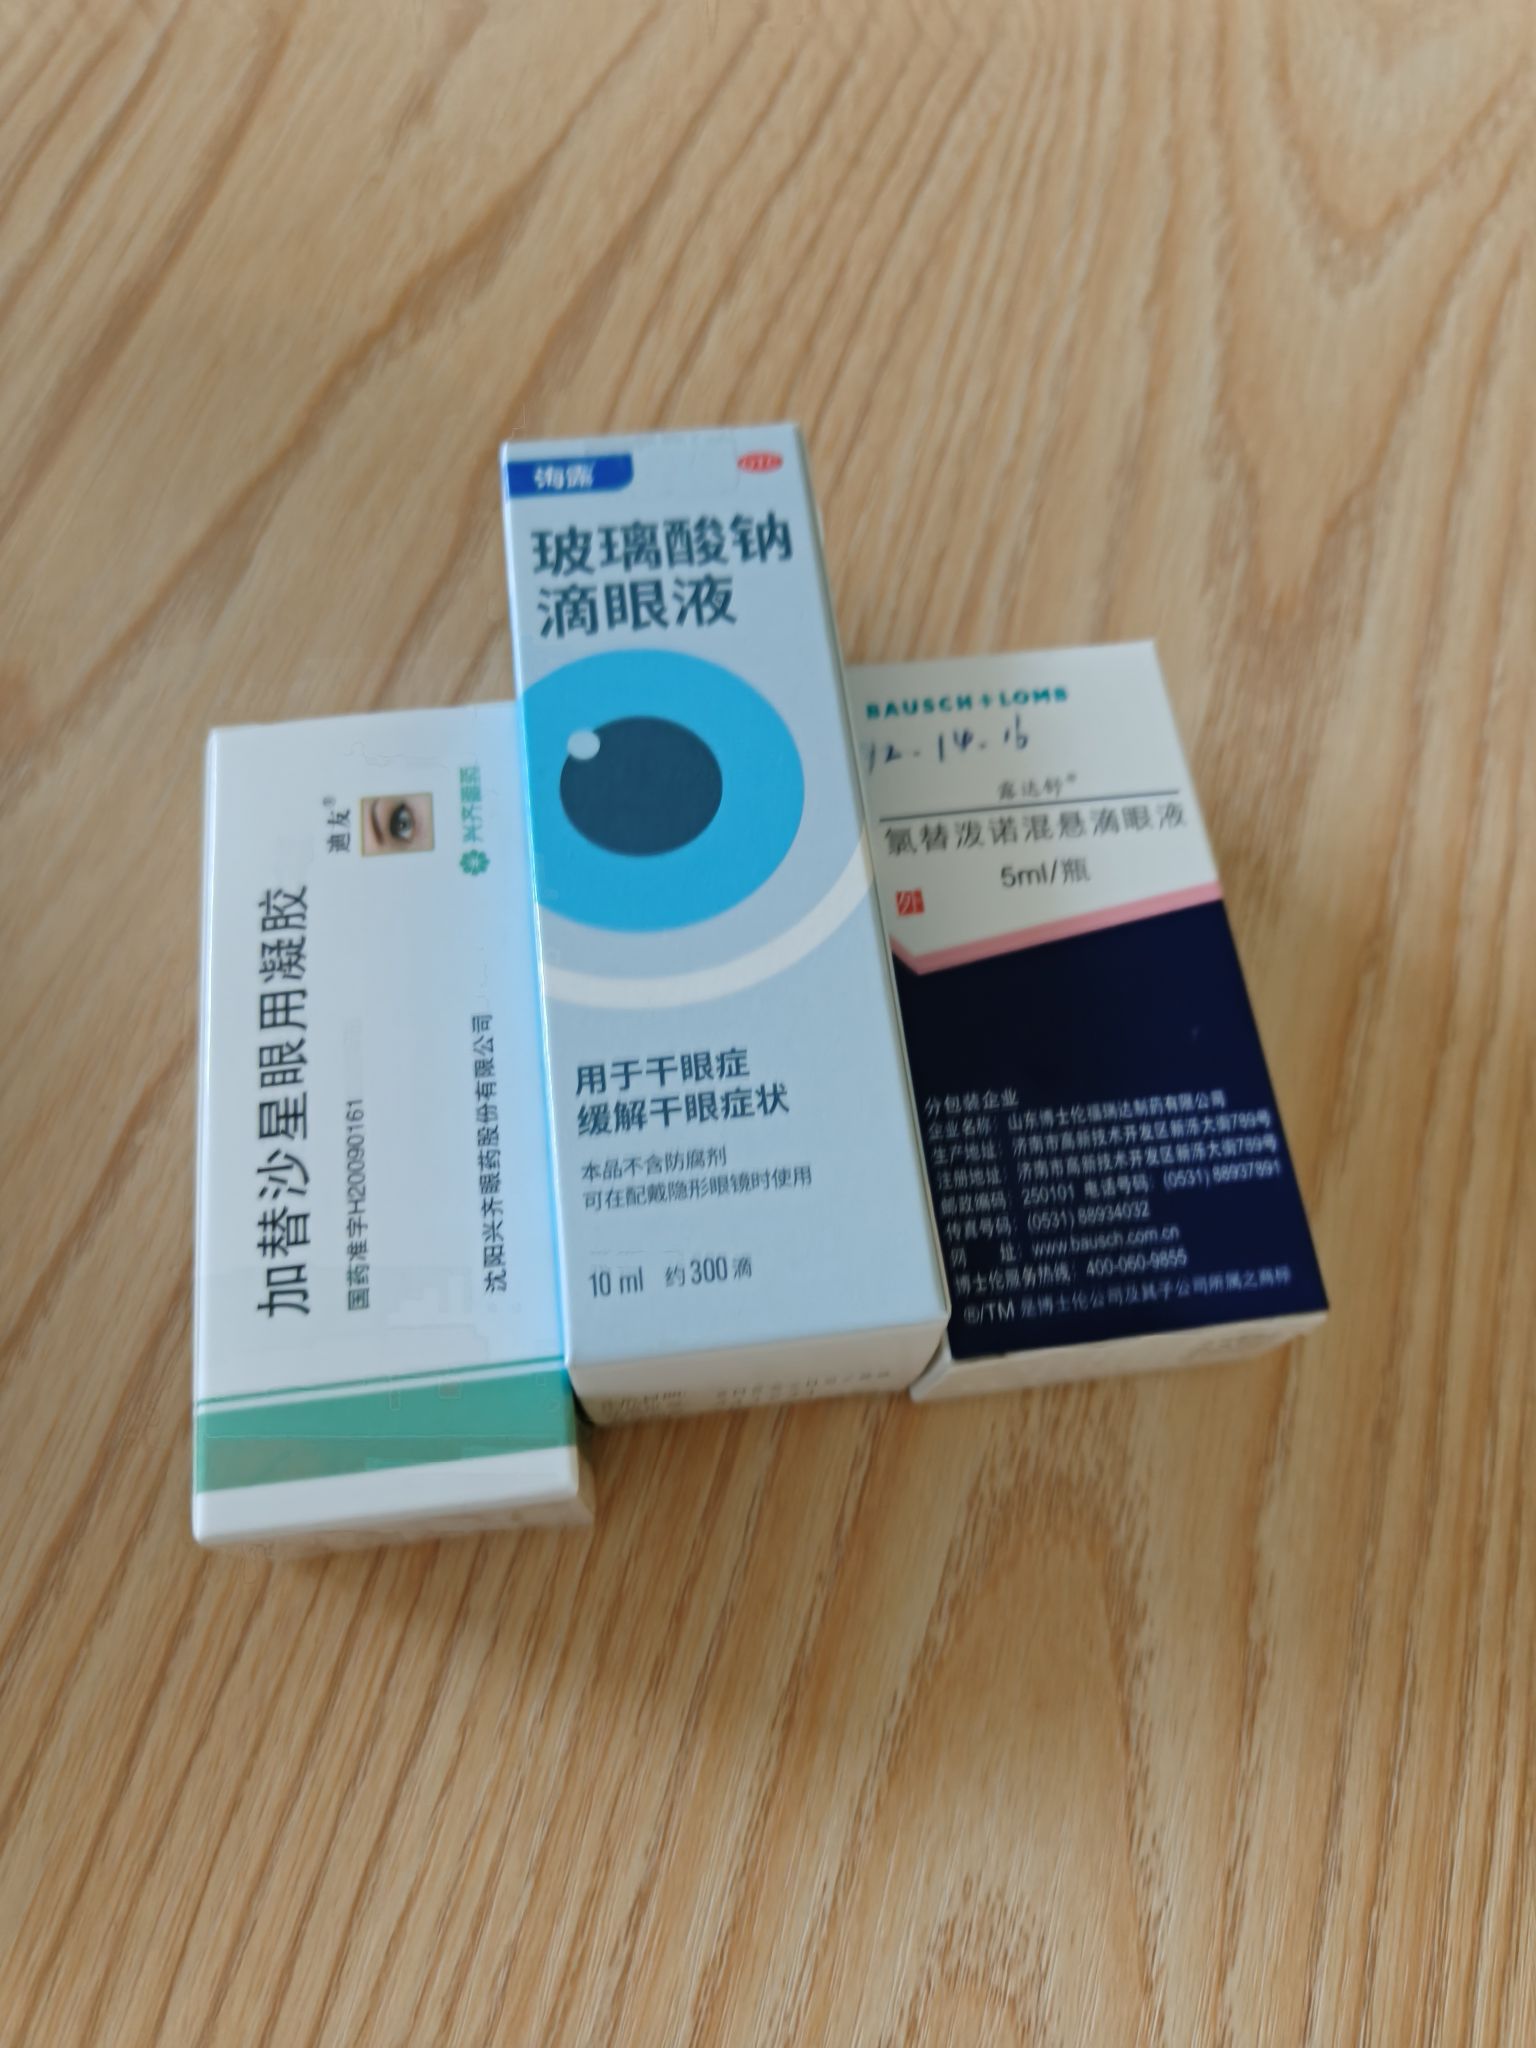 迪友®
兴齐眼药
加替沙星眼用凝胶
国药准字H20090161
沈阳兴齐眼药股份有限公司
海露
OTC
玻璃酸钠
滴眼液
用于干眼症
缓解干眼症状
本品不含防腐剂
可在配戴隐形眼镜时使用
10 ml 约300滴
BAUSCH+LOMB
12.14.15
露达舒®
氯替泼诺混悬滴眼液
5ml/瓶
外
分包装企业
企业名称: 山东博士伦福瑞达制药有限公司
生产地址: 济南市高新技术开发区新泺大街789号
注册地址: 济南市高新技术开发区新泺大街789号
邮政编码: 250101 电话号码: (0531) 88937891
传真号码: (0531) 88934032
网 址: www.bausch.com.cn
博士伦服务热线: 400-060-9855
®/TM 是博士伦公司及其子公司所属之商标